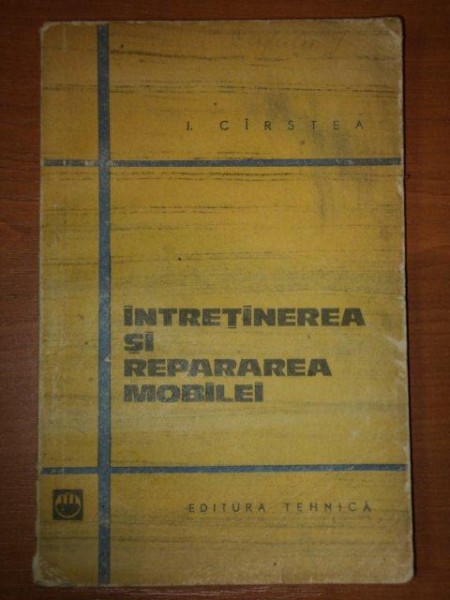 I. CÎRSTEA
ÎNTREȚINEREA
ȘI
REPARAREA
MOBILEI
EDITURA TEHNICĂ